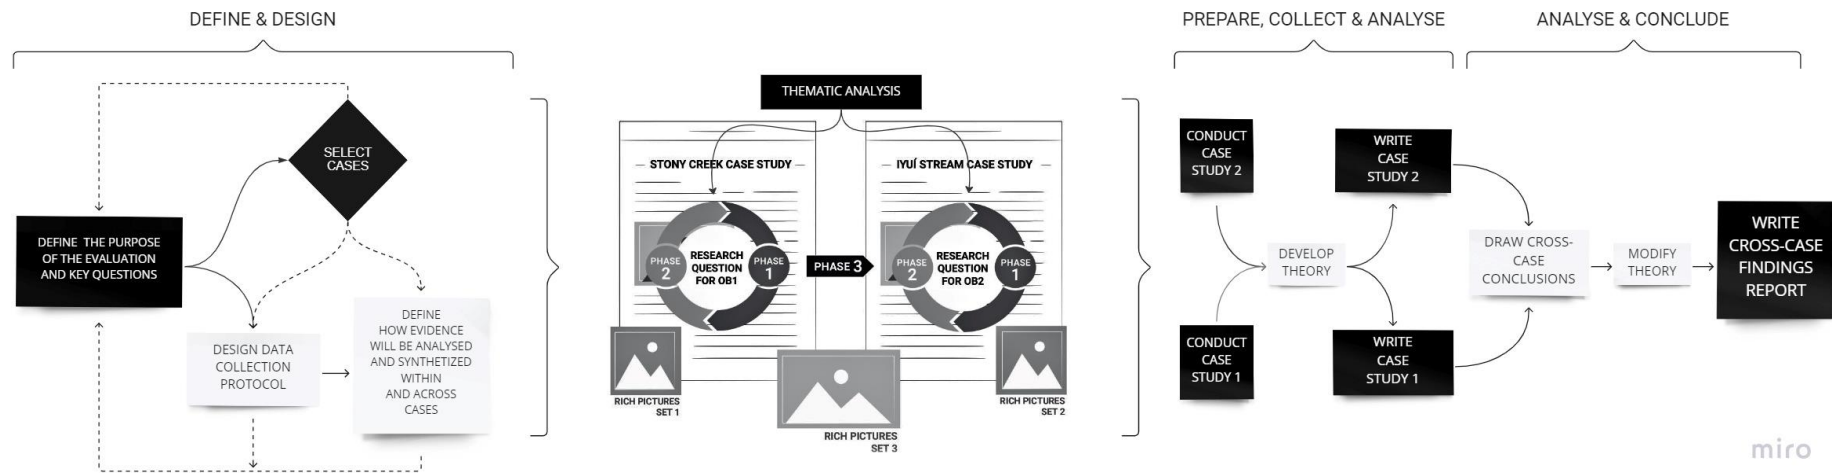 DEFINE & DESIGN
SELECT
CASES
DEFINE THE PURPOSE
OF THE EVALUATION
AND KEY QUESTIONS
DESIGN DATA
COLLECTION
PROTOCOL
DEFINE
HOW EVIDENCE
WILL BE ANALYSED
AND SYNTHETIZED
WITHIN
AND ACROSS
CASES
THEMATIC ANALYSIS
STONY CREEK CASE STUDY
PHASE
2
RESEARCH
QUESTION
FOR OB1
PHASE
1
RICH PICTURES
SET 1
PHASE 3
IYUÍ STREAM CASE STUDY
PHASE
2
RESEARCH
QUESTION
FOR OB2
PHASE
1
RICH PICTURES
SET 2
RICH PICTURES
SET 3
PREPARE, COLLECT & ANALYSE
CONDUCT
CASE
STUDY 2
CONDUCT
CASE
STUDY 1
DEVELOP
THEORY
WRITE
CASE
STUDY 2
WRITE
CASE
STUDY 1
ANALYSE & CONCLUDE
DRAW CROSS-
CASE
CONCLUSIONS
MODIFY
THEORY
WRITE
CROSS-CASE
FINDINGS
REPORT
miro